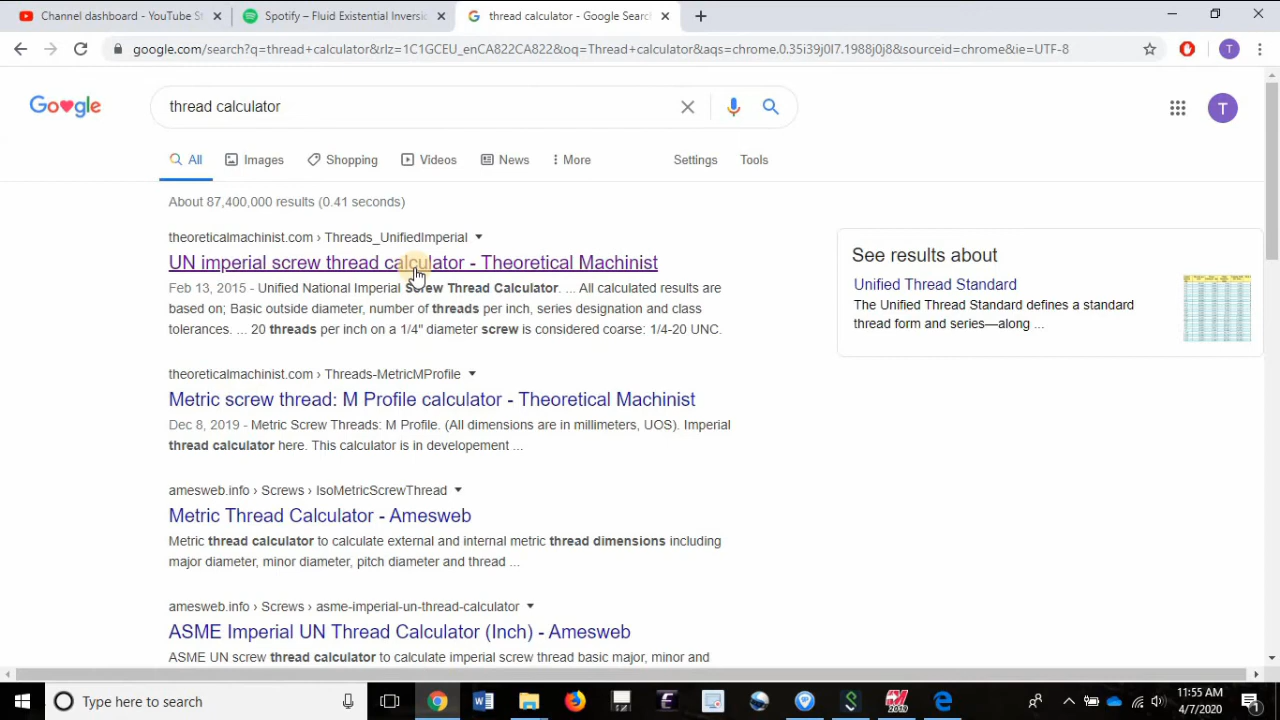 Channel dashboard - YouTube St
Spotify – Fluid Existential Inversi
thread calculator - Google Search
google.com/search?q=thread+calculator&rlz=1C1GCEU_enCA822CA822&oq=Thread+calculator&aqs=chrome.0.35i39j0l7.1988j0j8&sourceid=chrome&ie=UTF-8
T
Google
thread calculator
T
All
Images
Shopping
Videos
News
More
Settings
Tools
About 87,400,000 results (0.41 seconds)
theoreticalmachinist.com › Threads_UnifiedImperial
UN imperial screw thread calculator - Theoretical Machinist
Feb 13, 2015 - Unified National Imperial Screw Thread Calculator. ... All calculated results are
based on; Basic outside diameter, number of threads per inch, series designation and class
tolerances. ... 20 threads per inch on a 1/4" diameter screw is considered coarse: 1/4-20 UNC.
theoreticalmachinist.com › Threads-MetricMProfile
Metric screw thread: M Profile calculator - Theoretical Machinist
Dec 8, 2019 - Metric Screw Threads: M Profile. (All dimensions are in millimeters, UOS). Imperial
thread calculator here. This calculator is in developement ...
amesweb.info › Screws › IsoMetricScrewThread
Metric Thread Calculator - Amesweb
Metric thread calculator to calculate external and internal metric thread dimensions including
major diameter, minor diameter, pitch diameter and thread ...
amesweb.info › Screws › asme-imperial-un-thread-calculator
ASME Imperial UN Thread Calculator (Inch) - Amesweb
ASME UN screw thread calculator to calculate imperial screw thread basic major, minor and
See results about
Unified Thread Standard
The Unified Thread Standard defines a standard
thread form and series—along ...
Type here to search
2019
11:55 AM
4/7/2020
1